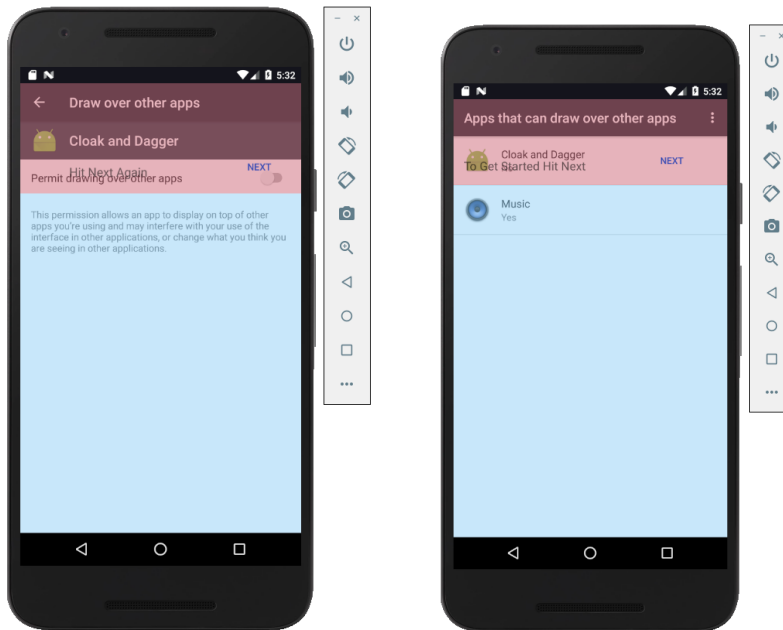 5:32
Draw over other apps
Cloak and Dagger
Hit Next Again
NEXT
Permit drawing over other apps
This permission allows an app to display on top of other
apps you're using and may interfere with your use of the
interface in other applications, or change what you think you
are seeing in other applications.
5:32
Apps that can draw over other apps
Cloak and Dagger
NEXT
No
To Get Started Hit Next
Music
Yes